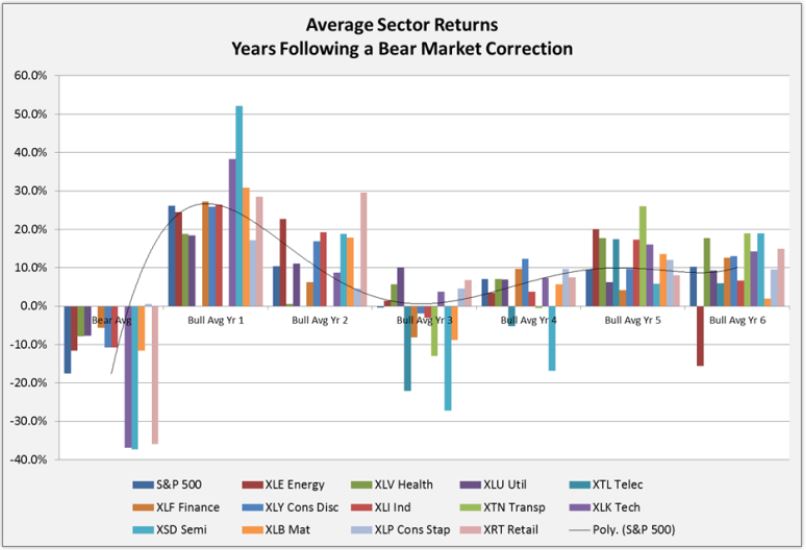 Average Sector Returns
Years Following a Bear Market Correction
60.0%
50.0%
40.0%
30.0%
20.0%
10.0%
0.0%
-10.0%
-20.0%
-30.0%
-40.0%
Bear Avg Bull Avg Yr 1 Bull Avg Yr 2 Bull Avg Yr 3 Bull Avg Yr 4 Bull Avg Yr 5 Bull Avg Yr 6
S&P 500 XLE Energy XLV Health XLU Util XTL Telec
XLF Finance XLY Cons Disc XLI Ind XTN Transp XLK Tech
XSD Semi XLB Mat XLP Cons Stap XRT Retail Poly. (S&P 500)